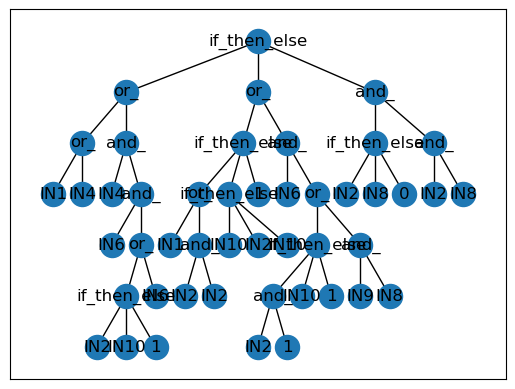 if_then_else
or_ or_ and_
or_ and_ if_then_else and_ if_then_else and_
IN1 IN4 IN4 and_ or_ if_then_else 1 IN6 or_ IN2 IN8 0 IN2 IN8
IN6 or_ IN1 and_ IN10 IN2 IN10 if_then_else and_
if_then_else IN6 IN2 IN2 and_ IN10 1 IN9 IN8
IN2 IN10 1 IN2 1